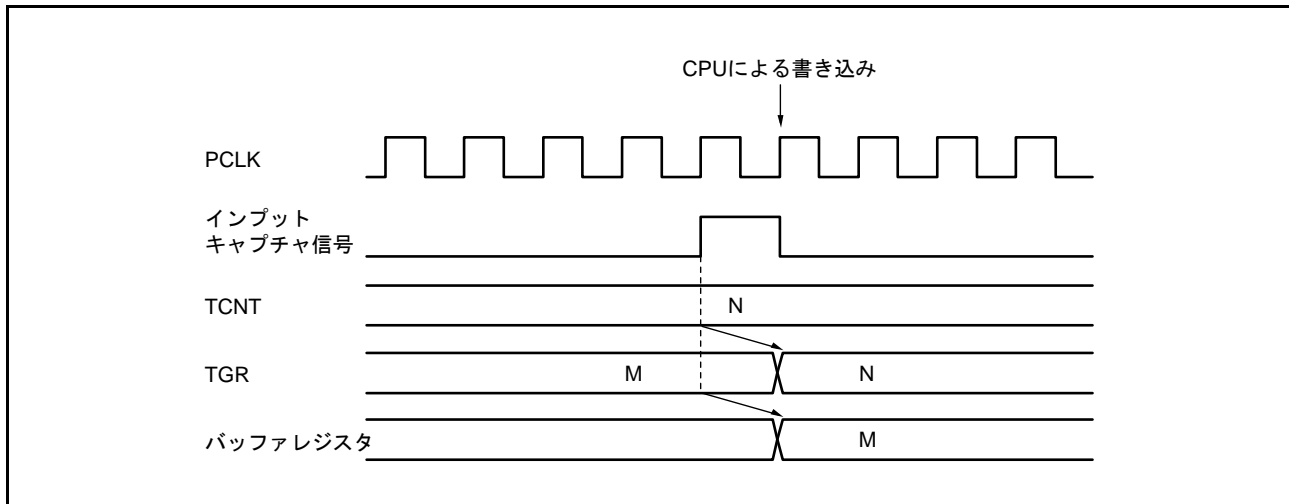 CPUによる書き込み
PCLK
インプット
キャプチャ信号
TCNT
N
TGR
M
N
バッファレジスタ
M